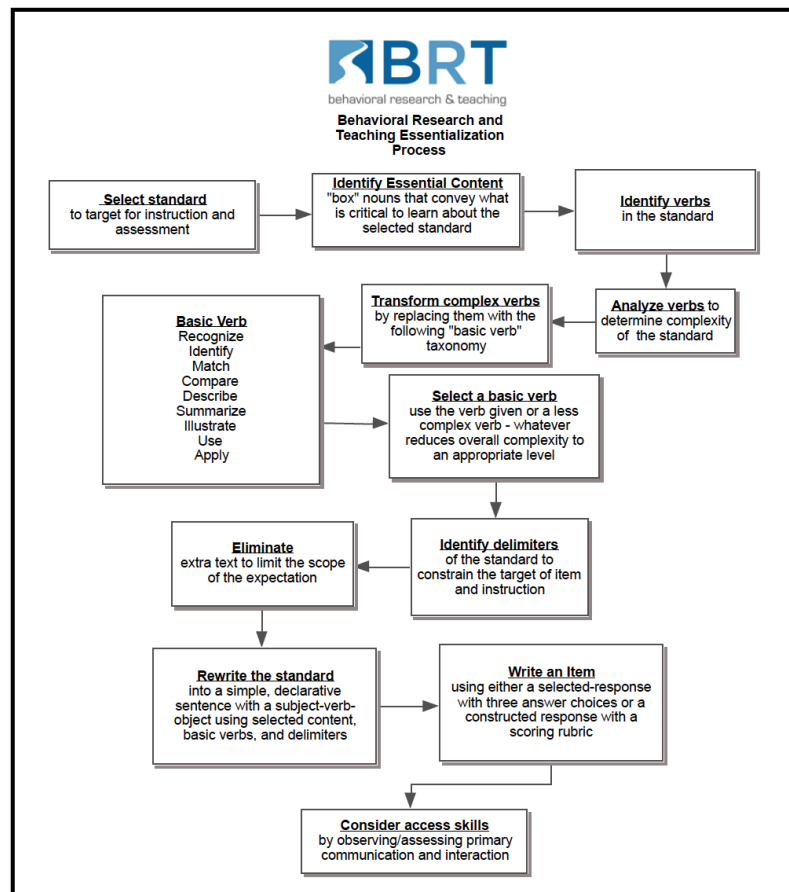 BRT
behavioral research & teaching
Behavioral Research and
Teaching Essentialization
Process
Select standard
to target for instruction and
assessment
Identify Essential Content
"box" nouns that convey what
is critical to learn about the
selected standard
Identify verbs
in the standard
Analyze verbs to
determine complexity
of the standard
Transform complex verbs
by replacing them with the
following "basic verb"
taxonomy
Basic Verb
Recognize
Identify
Match
Compare
Describe
Summarize
Illustrate
Use
Apply
Select a basic verb
use the verb given or a less
complex verb - whatever
reduces overall complexity to
an appropriate level
Identify delimiters
of the standard to
constrain the target of item
and instruction
Eliminate
extra text to limit the scope
of the expectation
Rewrite the standard
into a simple, declarative
sentence with a subject-verb-
object using selected content,
basic verbs, and delimiters
Write an Item
using either a selected-response
with three answer choices or a
constructed response with a
scoring rubric
Consider access skills
by observing/assessing primary
communication and interaction